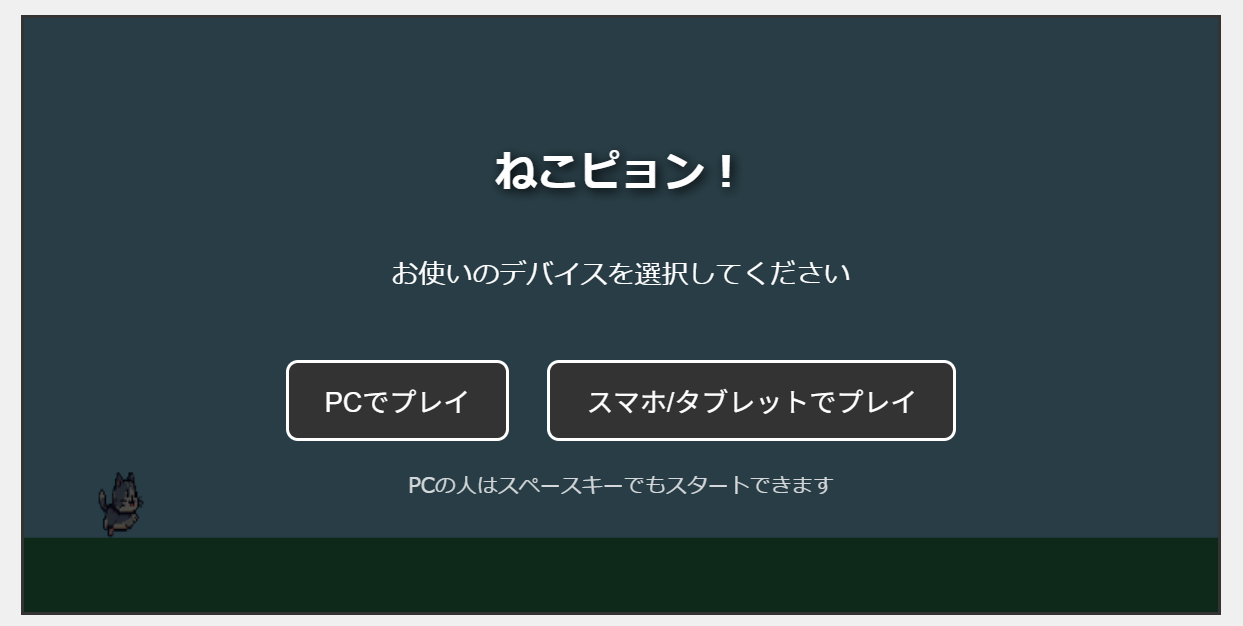 ねこピョン！
お使いのデバイスを選択してください
PCでプレイ
スマホ/タブレットでプレイ
PCの人はスペースキーでもスタートできます